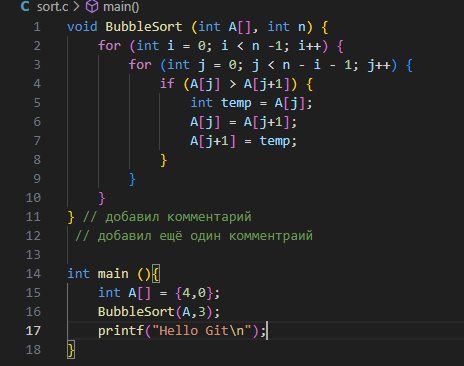 C sort.c > main()
1 void BubbleSort (int A[], int n) {
2     for (int i = 0; i < n -1; i++) {
3         for (int j = 0; j < n - i - 1; j++) {
4             if (A[j] > A[j+1]) {
5                 int temp = A[j];
6                 A[j] = A[j+1];
7                 A[j+1] = temp;
8             }
9         }
10     }
11 } // добавил комментарий
12  // добавил ещё один комментраий
13
14 int main (){
15     int A[] = {4,0};
16     BubbleSort(A,3);
17     printf("Hello Git\n");
18 }